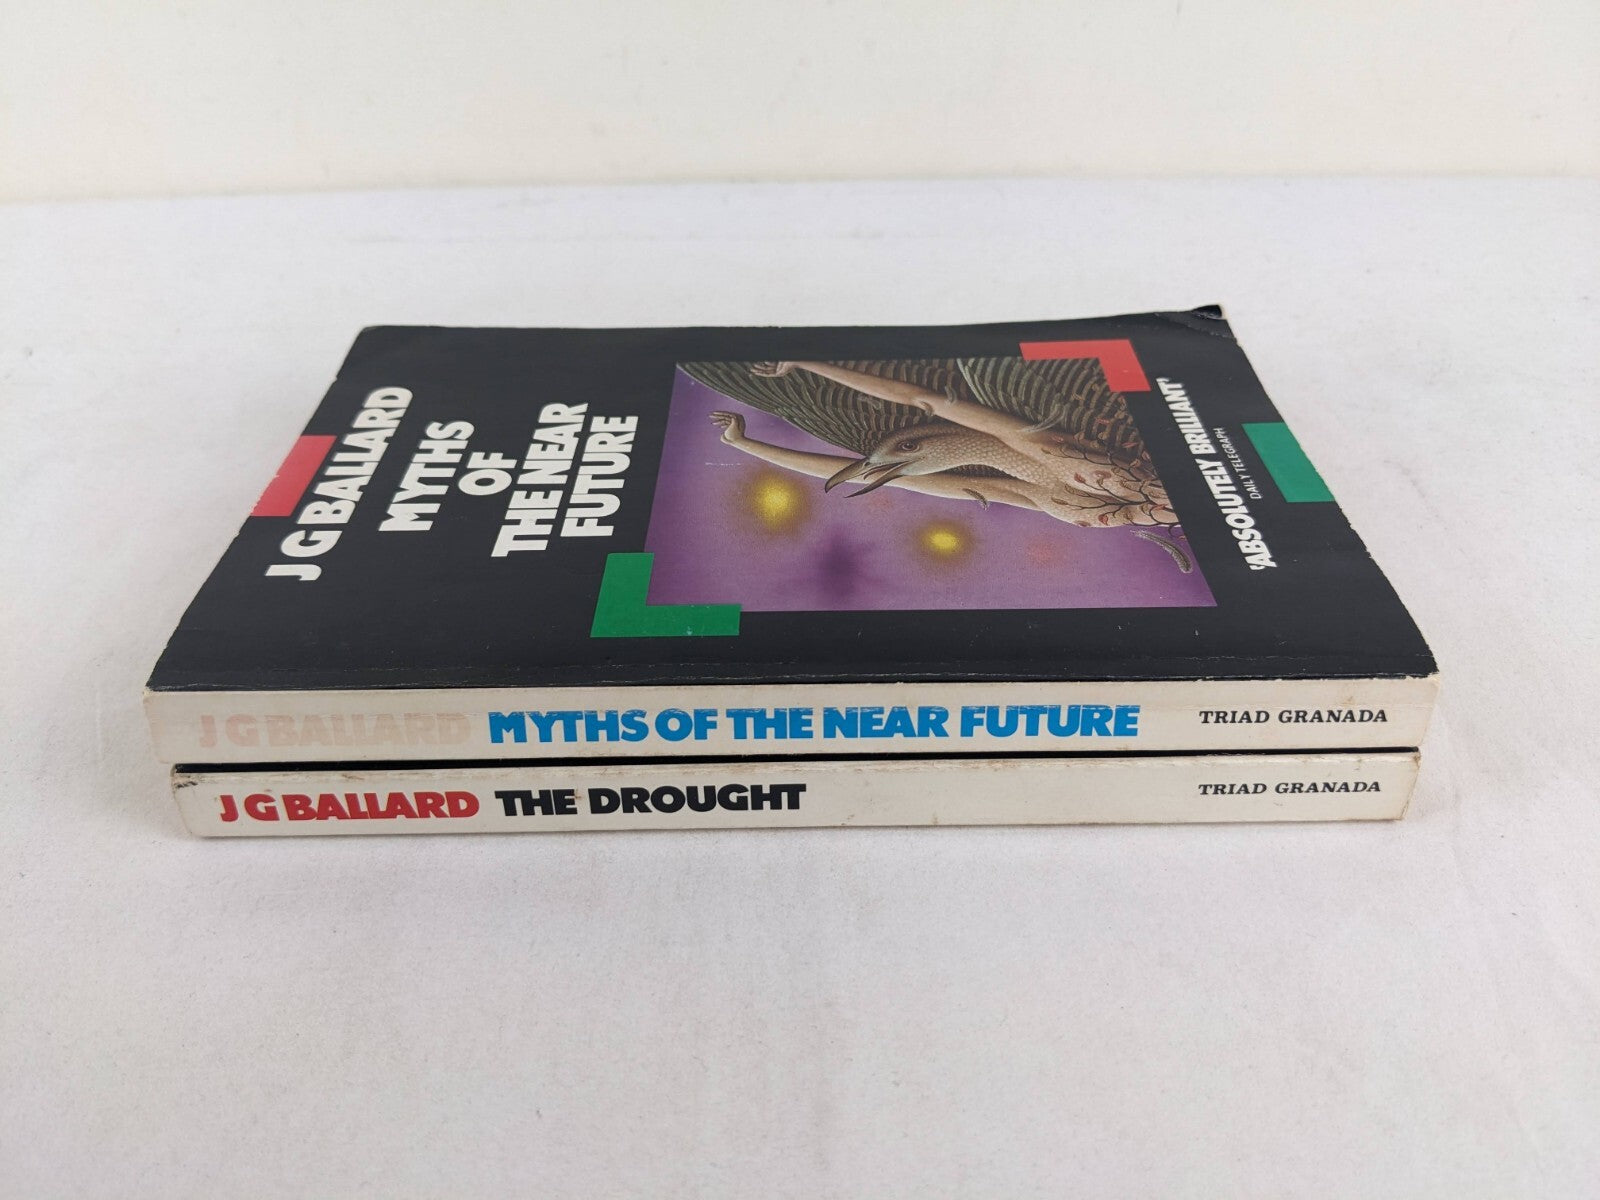 J G BALLARD
MYTHS
OF
THE NEAR
FUTURE
'ABSOLUTELY BRILLIANT'
DAILY TELEGRAPH
J G BALLARD MYTHS OF THE NEAR FUTURE TRIAD GRANADA
J G BALLARD THE DROUGHT TRIAD GRANADA